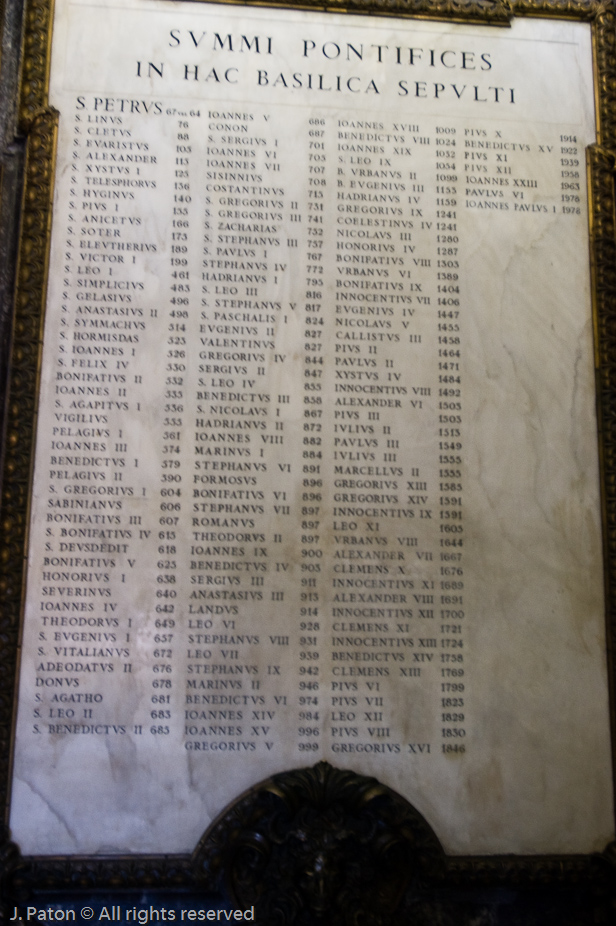 SVMMI PONTIFICES
IN HAC BASILICA SEPVLTI
S. PETRVS 67 vel 64
S. LINVS 76
S. CLETVS 88
S. EVARISTVS 105
S. ALEXANDER 115
S. XYSTVS I 125
S. TELESPHORVS 136
S. HYGINVS 140
S. PIVS I 155
S. ANICETVS 166
S. SOTER 175
S. ELEVTHERIVS 189
S. VICTOR I 199
S. LEO I 461
S. SIMPLICIVS 483
S. GELASIVS 496
S. ANASTASIVS II 498
S. SYMMACHVS 514
S. HORMISDAS 523
S. IOANNES I 526
S. FELIX IV 530
BONIFATIVS II 532
IOANNES II 535
S. AGAPITVS I 536
VIGILIVS 555
PELAGIVS I 561
IOANNES III 574
BENEDICTVS I 579
PELAGIVS II 590
S. GREGORIVS I 604
SABINIANVS 606
BONIFATIVS III 607
S. BONIFATIVS IV 615
S. DEVSDEDIT 618
BONIFATIVS V 625
HONORIVS I 638
SEVERINVS 640
IOANNES IV 642
THEODORVS I 649
S. EVGENIVS I 657
S. VITALIANVS 672
ADEODATVS II 676
DONVS 678
S. AGATHO 681
S. LEO II 683
S. BENEDICTVS II 685
IOANNES V 686
CONON 687
S. SERGIVS I 701
IOANNES VI 705
IOANNES VII 707
SISINNIVS 708
COSTANTINVS 715
S. GREGORIVS II 731
S. GREGORIVS III 741
S. ZACHARIAS 752
S. STEPHANVS III 757
S. PAVLVS I 767
STEPHANVS IV 772
HADRIANVS I 795
S. LEO III 816
S. STEPHANVS V 817
S. PASCHALIS I 824
EVGENIVS II 827
VALENTINVS 827
GREGORIVS IV 844
SERGIVS II 847
S. LEO IV 855
BENEDICTVS III 858
S. NICOLAVS I 867
HADRIANVS II 872
IOANNES VIII 882
MARINVS I 884
STEPHANVS VI 891
FORMOSVS 896
BONIFATIVS VI 896
STEPHANVS VII 897
ROMANVS 897
THEODORVS II 897
IOANNES IX 900
BENEDICTVS IV 903
SERGIVS III 911
ANASTASIVS III 913
LANDVS 914
LEO VI 928
STEPHANVS VIII 931
LEO VII 939
STEPHANVS IX 942
MARINVS II 946
BENEDICTVS VI 974
IOANNES XIV 984
IOANNES XV 996
GREGORIVS V 999
IOANNES XVIII 1009
BENEDICTVS VIII 1024
IOANNES XIX 1032
S. LEO IX 1054
B. VRBANVS II 1099
B. EVGENIVS III 1153
HADRIANVS IV 1159
GREGORIVS IX 1241
COELESTINVS IV 1241
NICOLAVS III 1280
HONORIVS IV 1287
BONIFATIVS VIII 1303
VRBANVS VI 1389
BONIFATIVS IX 1404
INNOCENTIVS VII 1406
EVGENIVS IV 1447
NICOLAVS V 1455
CALLISTVS III 1458
PIVS II 1464
PAVLVS II 1471
XYSTVS IV 1484
INNOCENTIVS VIII 1492
ALEXANDER VI 1503
PIVS III 1503
IVLIVS II 1513
PAVLVS III 1549
IVLIVS III 1555
MARCELLVS II 1555
GREGORIVS XIII 1585
GREGORIVS XIV 1591
INNOCENTIVS IX 1591
LEO XI 1605
VRBANVS VIII 1644
ALEXANDER VII 1667
CLEMENS X 1676
INNOCENTIVS XI 1689
ALEXANDER VIII 1691
INNOCENTIVS XII 1700
CLEMENS XI 1721
INNOCENTIVS XIII 1724
BENEDICTVS XIV 1758
CLEMENS XIII 1769
PIVS VI 1799
PIVS VII 1823
LEO XII 1829
PIVS VIII 1830
GREGORIVS XVI 1846
PIVS X 1914
BENEDICTVS XV 1922
PIVS XI 1939
PIVS XII 1958
IOANNES XXIII 1963
PAVLVS VI 1978
IOANNES PAVLVS I 1978
J. Paton © All rights reserved